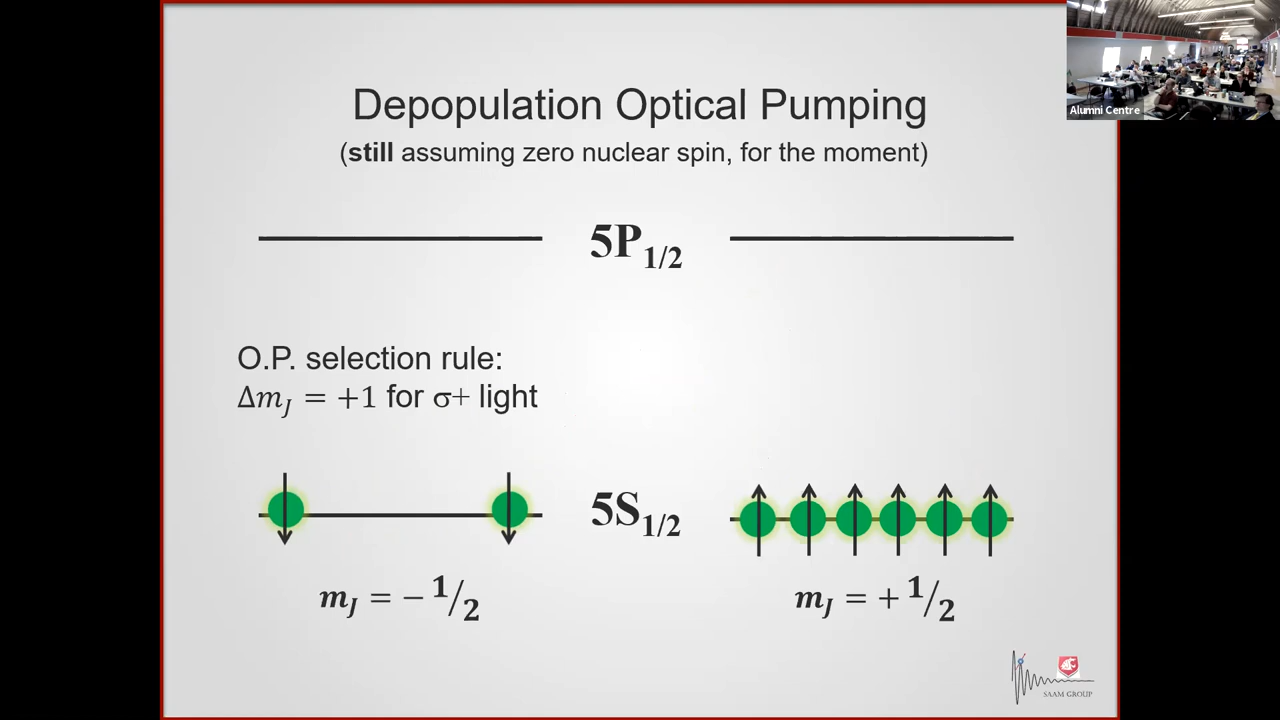 Depopulation Optical Pumping
(still assuming zero nuclear spin, for the moment)
5P1/2
O.P. selection rule:
Δm_J = +1 for σ+ light
5S1/2
m_J = − 1/2
m_J = + 1/2
Alumni Centre
SAAM GROUP